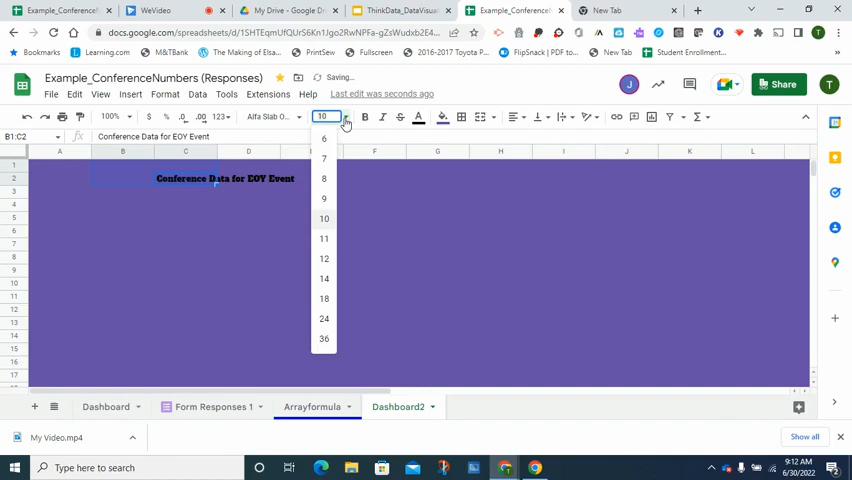 Example_ConferenceN
WeVideo
My Drive - Google Dr
ThinkData_DataVisual
Example_ConferenceN
New Tab
docs.google.com/spreadsheets/d/1SHTEqmUfQUrS6Kn1Jgo2RwNPFa-gZsWudxb2E4...
Bookmarks
Learning.com
M&TBank
The Making of Elsa...
PrintSew
Fullscreen
2016-2017 Toyota P...
FlipSnack | PDF to...
New Tab
Student Enrollment...
Example_ConferenceNumbers (Responses)
Saving...
File Edit View Insert Format Data Tools Extensions Last edit was seconds ago
J
Share
T
100% $ % .0 .00 123 Alfa Slab O... 10 B I S A
B1:C2 fx Conference Data for EOY Event
A B C D F G H I J K L
1
2 Conference Data for EOY Event
3
4
5
6
7
8
9
10
11
12
13
14
15
16
17
6
7
8
9
10
11
12
14
18
24
36
Dashboard
Form Responses 1
Arrayformula
Dashboard2
My Video.mp4
Show all
Type here to search
9:12 AM
6/30/2022
2